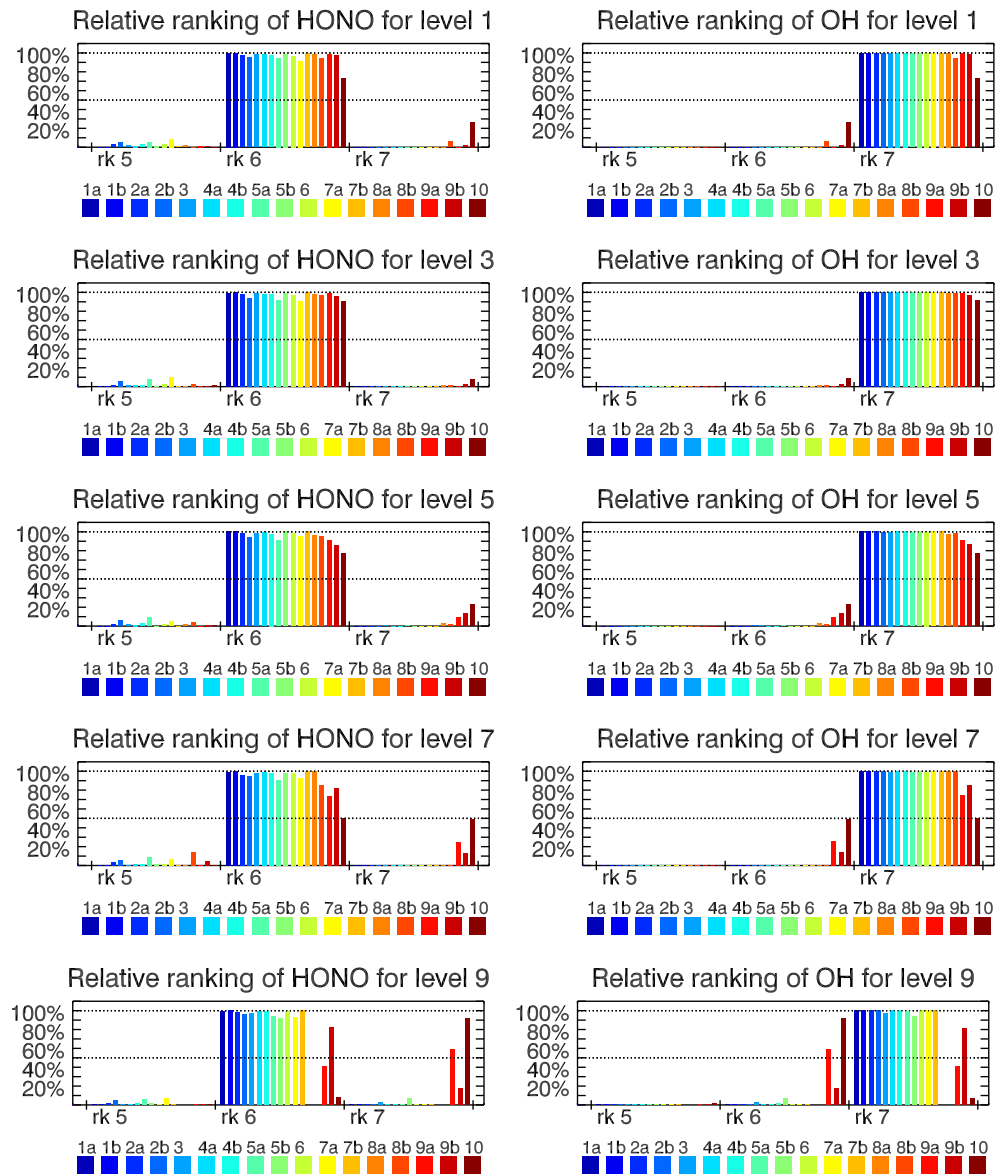 Relative ranking of HONO for level 1
100%
80%
60%
40%
20%
rk 5 rk 6 rk 7
1a 1b 2a 2b 3 4a 4b 5a 5b 6 7a 7b 8a 8b 9a 9b 10
Relative ranking of OH for level 1
100%
80%
60%
40%
20%
rk 5 rk 6 rk 7
1a 1b 2a 2b 3 4a 4b 5a 5b 6 7a 7b 8a 8b 9a 9b 10
Relative ranking of HONO for level 3
100%
80%
60%
40%
20%
rk 5 rk 6 rk 7
1a 1b 2a 2b 3 4a 4b 5a 5b 6 7a 7b 8a 8b 9a 9b 10
Relative ranking of OH for level 3
100%
80%
60%
40%
20%
rk 5 rk 6 rk 7
1a 1b 2a 2b 3 4a 4b 5a 5b 6 7a 7b 8a 8b 9a 9b 10
Relative ranking of HONO for level 5
100%
80%
60%
40%
20%
rk 5 rk 6 rk 7
1a 1b 2a 2b 3 4a 4b 5a 5b 6 7a 7b 8a 8b 9a 9b 10
Relative ranking of OH for level 5
100%
80%
60%
40%
20%
rk 5 rk 6 rk 7
1a 1b 2a 2b 3 4a 4b 5a 5b 6 7a 7b 8a 8b 9a 9b 10
Relative ranking of HONO for level 7
100%
80%
60%
40%
20%
rk 5 rk 6 rk 7
1a 1b 2a 2b 3 4a 4b 5a 5b 6 7a 7b 8a 8b 9a 9b 10
Relative ranking of OH for level 7
100%
80%
60%
40%
20%
rk 5 rk 6 rk 7
1a 1b 2a 2b 3 4a 4b 5a 5b 6 7a 7b 8a 8b 9a 9b 10
Relative ranking of HONO for level 9
100%
80%
60%
40%
20%
rk 5 rk 6 rk 7
1a 1b 2a 2b 3 4a 4b 5a 5b 6 7a 7b 8a 8b 9a 9b 10
Relative ranking of OH for level 9
100%
80%
60%
40%
20%
rk 5 rk 6 rk 7
1a 1b 2a 2b 3 4a 4b 5a 5b 6 7a 7b 8a 8b 9a 9b 10